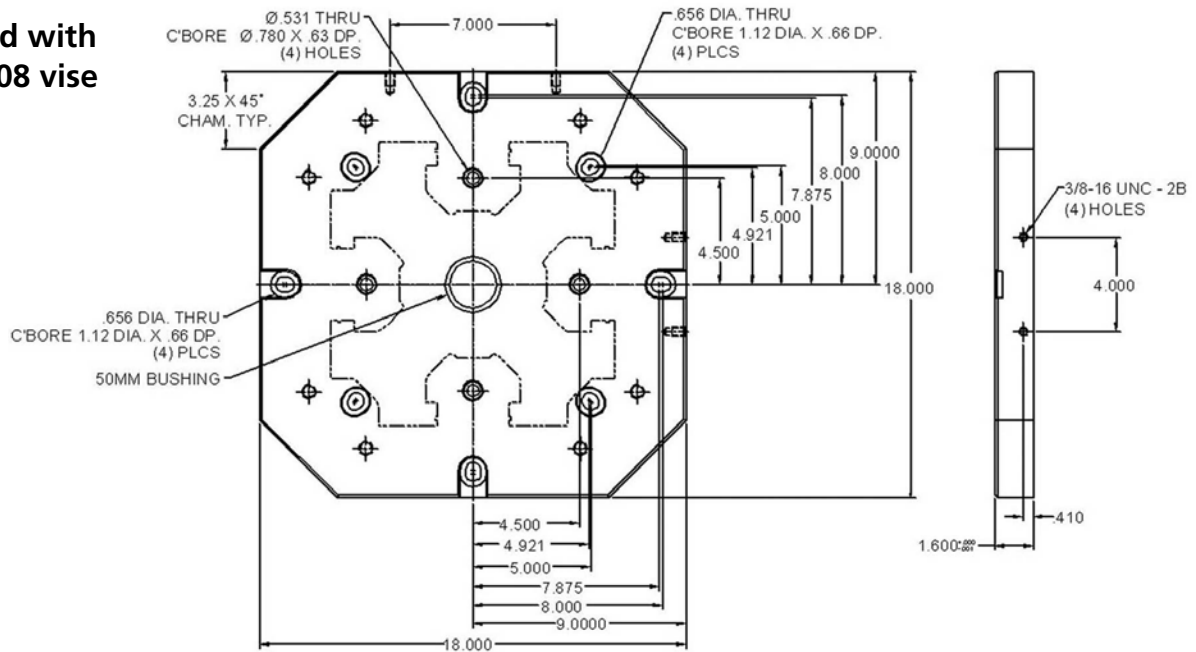 d with
08 vise
Ø.531 THRU
C'BORE Ø.780 X .63 DP.
(4) HOLES
7.000
.656 DIA. THRU
C'BORE 1.12 DIA. X .66 DP.
(4) PLCS
3.25 X 45°
CHAM. TYP.
9.0000
8.000
7.875
5.000
4.921
4.500
18.000
3/8-16 UNC - 2B
(4) HOLES
4.000
.656 DIA. THRU
C'BORE 1.12 DIA. X .66 DP.
(4) PLCS
50MM BUSHING
4.500
4.921
5.000
7.875
8.000
9.0000
18.000
.410
1.600